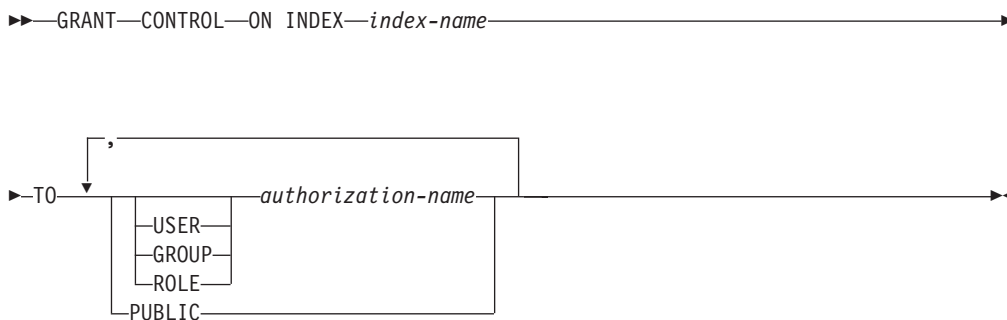 GRANT CONTROL ON INDEX index-name
,
TO authorization-name
USER
GROUP
ROLE
PUBLIC